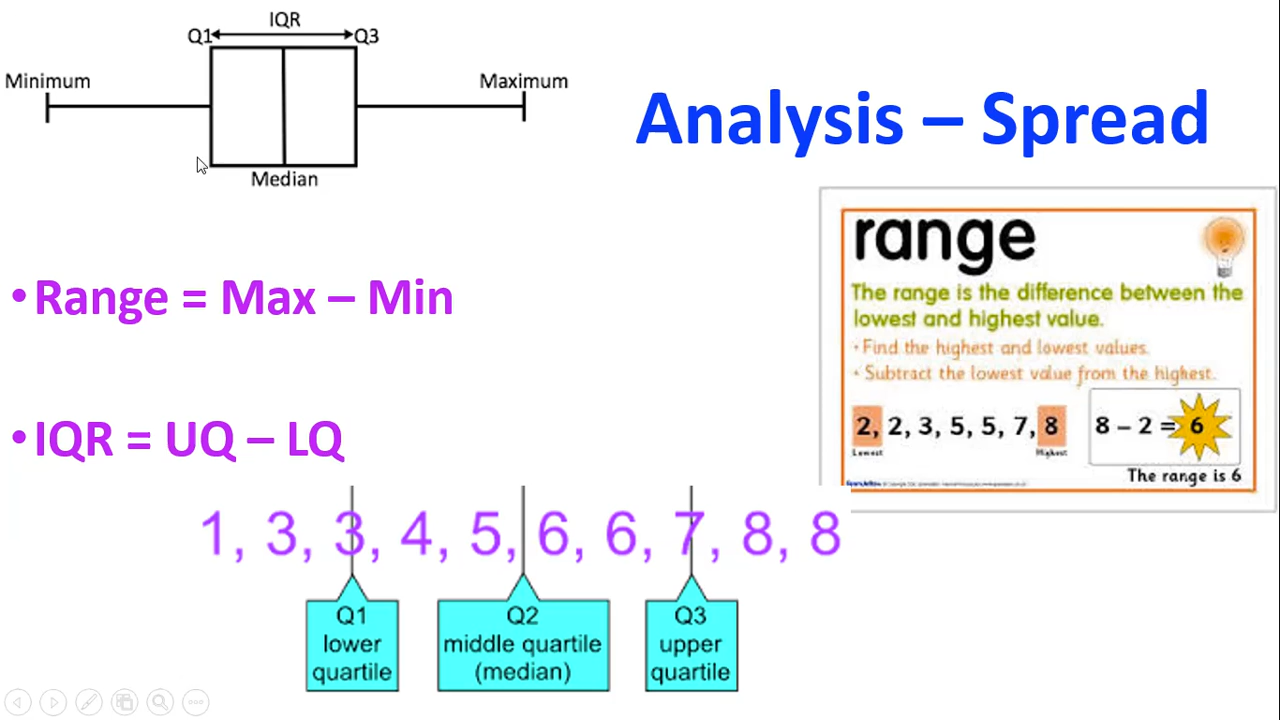 IQR
Q1
Q3
Minimum
Maximum
Median
Analysis – Spread
•Range = Max – Min
•IQR = UQ – LQ
range
The range is the difference between the
lowest and highest value.
• Find the highest and lowest values.
• Subtract the lowest value from the highest.
2, 2, 3, 5, 5, 7, 8
Lowest
Highest
8 – 2 = 6
The range is 6
1, 3, 3, 4, 5, 6, 6, 7, 8, 8
Q1
lower
quartile
Q2
middle quartile
(median)
Q3
upper
quartile